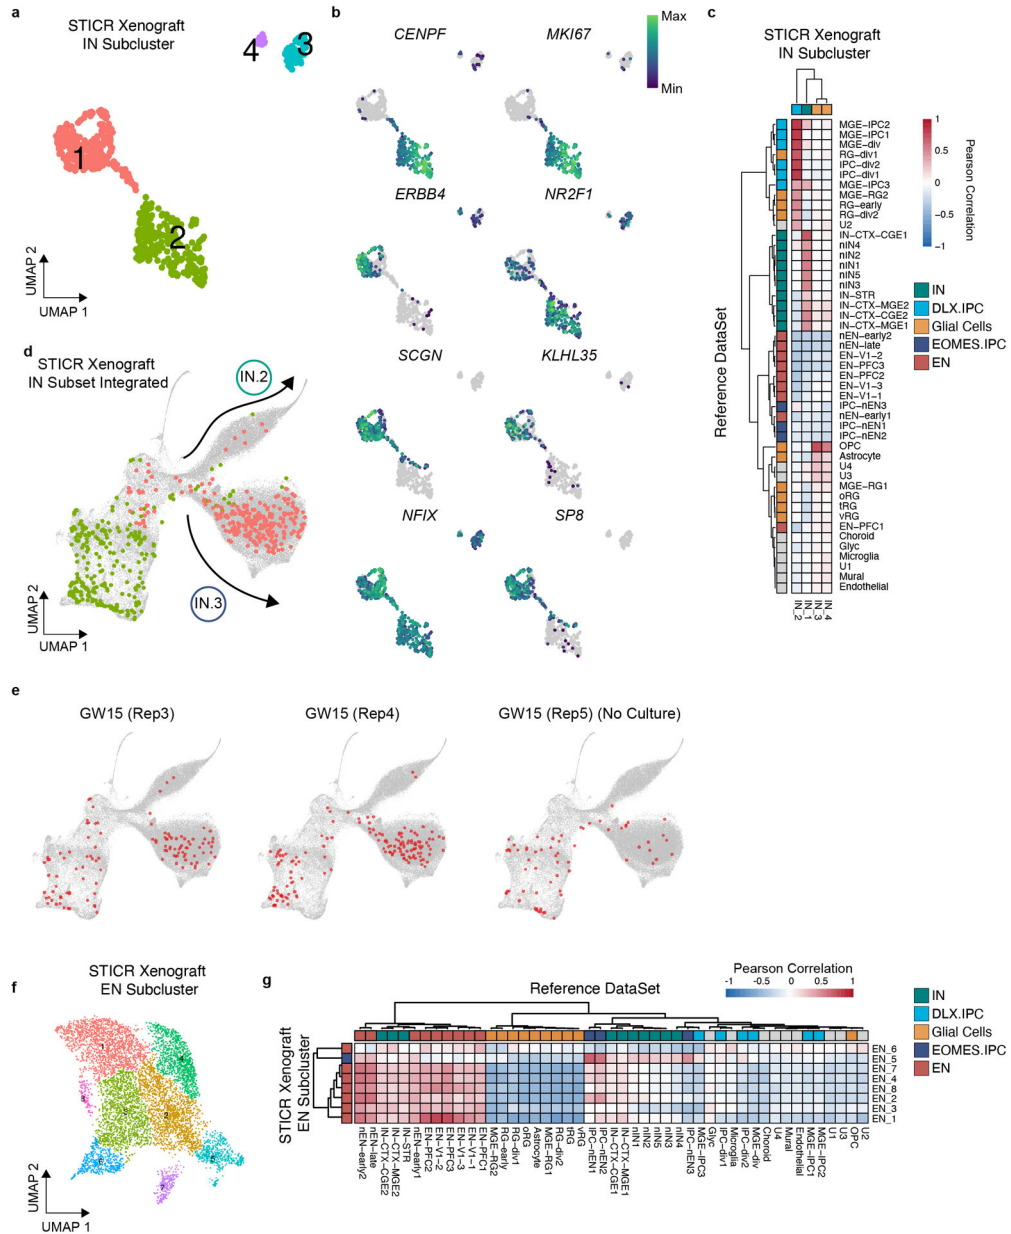 a
STICR Xenograft
IN Subcluster
1
2
3
4
UMAP 2
UMAP 1
b
CENPF
MKI67
Max
Min
ERBB4
NR2F1
SCGN
KLHL35
NFIX
SP8
c
STICR Xenograft
IN Subcluster
Reference DataSet
MGE-IPC2
MGE-IPC1
MGE-div
RG-div1
IPC-div2
IPC-div1
MGE-IPC3
MGE-RG2
RG-early
RG-div2
U2
IN-CTX-CGE1
nIN4
nIN2
nIN1
nIN5
nIN3
IN-STR
IN-CTX-MGE2
IN-CTX-CGE2
IN-CTX-MGE1
nEN-early2
nEN-late
EN-V1-2
EN-PFC3
EN-PFC2
EN-V1-3
EN-V1-1
IPC-nEN3
nEN-early1
IPC-nEN1
IPC-nEN2
OPC
Astrocyte
U4
U3
MGE-RG1
oRG
tRG
vRG
EN-PFC1
Choroid
Glyc
Microglia
U1
Mural
Endothelial
IN_2
IN_1
IN_3
IN_4
1
0.5
0
-0.5
-1
Pearson Correlation
IN
DLX.IPC
Glial Cells
EOMES.IPC
EN
d
STICR Xenograft
IN Subset Integrated
IN.2
IN.3
UMAP 2
UMAP 1
e
GW15 (Rep3)
GW15 (Rep4)
GW15 (Rep5) (No Culture)
f
STICR Xenograft
EN Subcluster
1
2
UMAP 2
UMAP 1
g
Reference DataSet
Pearson Correlation
-1
-0.5
0
0.5
1
STICR Xenograft
EN Subcluster
EN_6
EN_5
EN_7
EN_4
EN_8
EN_2
EN_3
EN_1
nEN-early2
nEN-late
IN-CTX-CGE2
IN-CTX-MGE2
IN-STR
nEN-early1
EN-PFC2
EN-V1-2
EN-PFC3
EN-V1-3
EN-V1-1
EN-PFC1
MGE-RG2
RG-early
RG-div1
oRG
Astrocyte
MGE-RG1
RG-div2
tRG
vRG
IPC-nEN1
IPC-nEN2
IN-CTX-CGE1
IN-CTX-MGE1
nIN1
nIN2
nIN5
nIN3
nIN4
IPC-nEN3
MGE-IPC3
Glyc
IPC-div1
Microglia
IPC-div2
MGE-div
Choroid
U4
Mural
Endothelial
MGE-IPC1
MGE-IPC2
U1
U3
OPC
U2
IN
DLX.IPC
Glial Cells
EOMES.IPC
EN